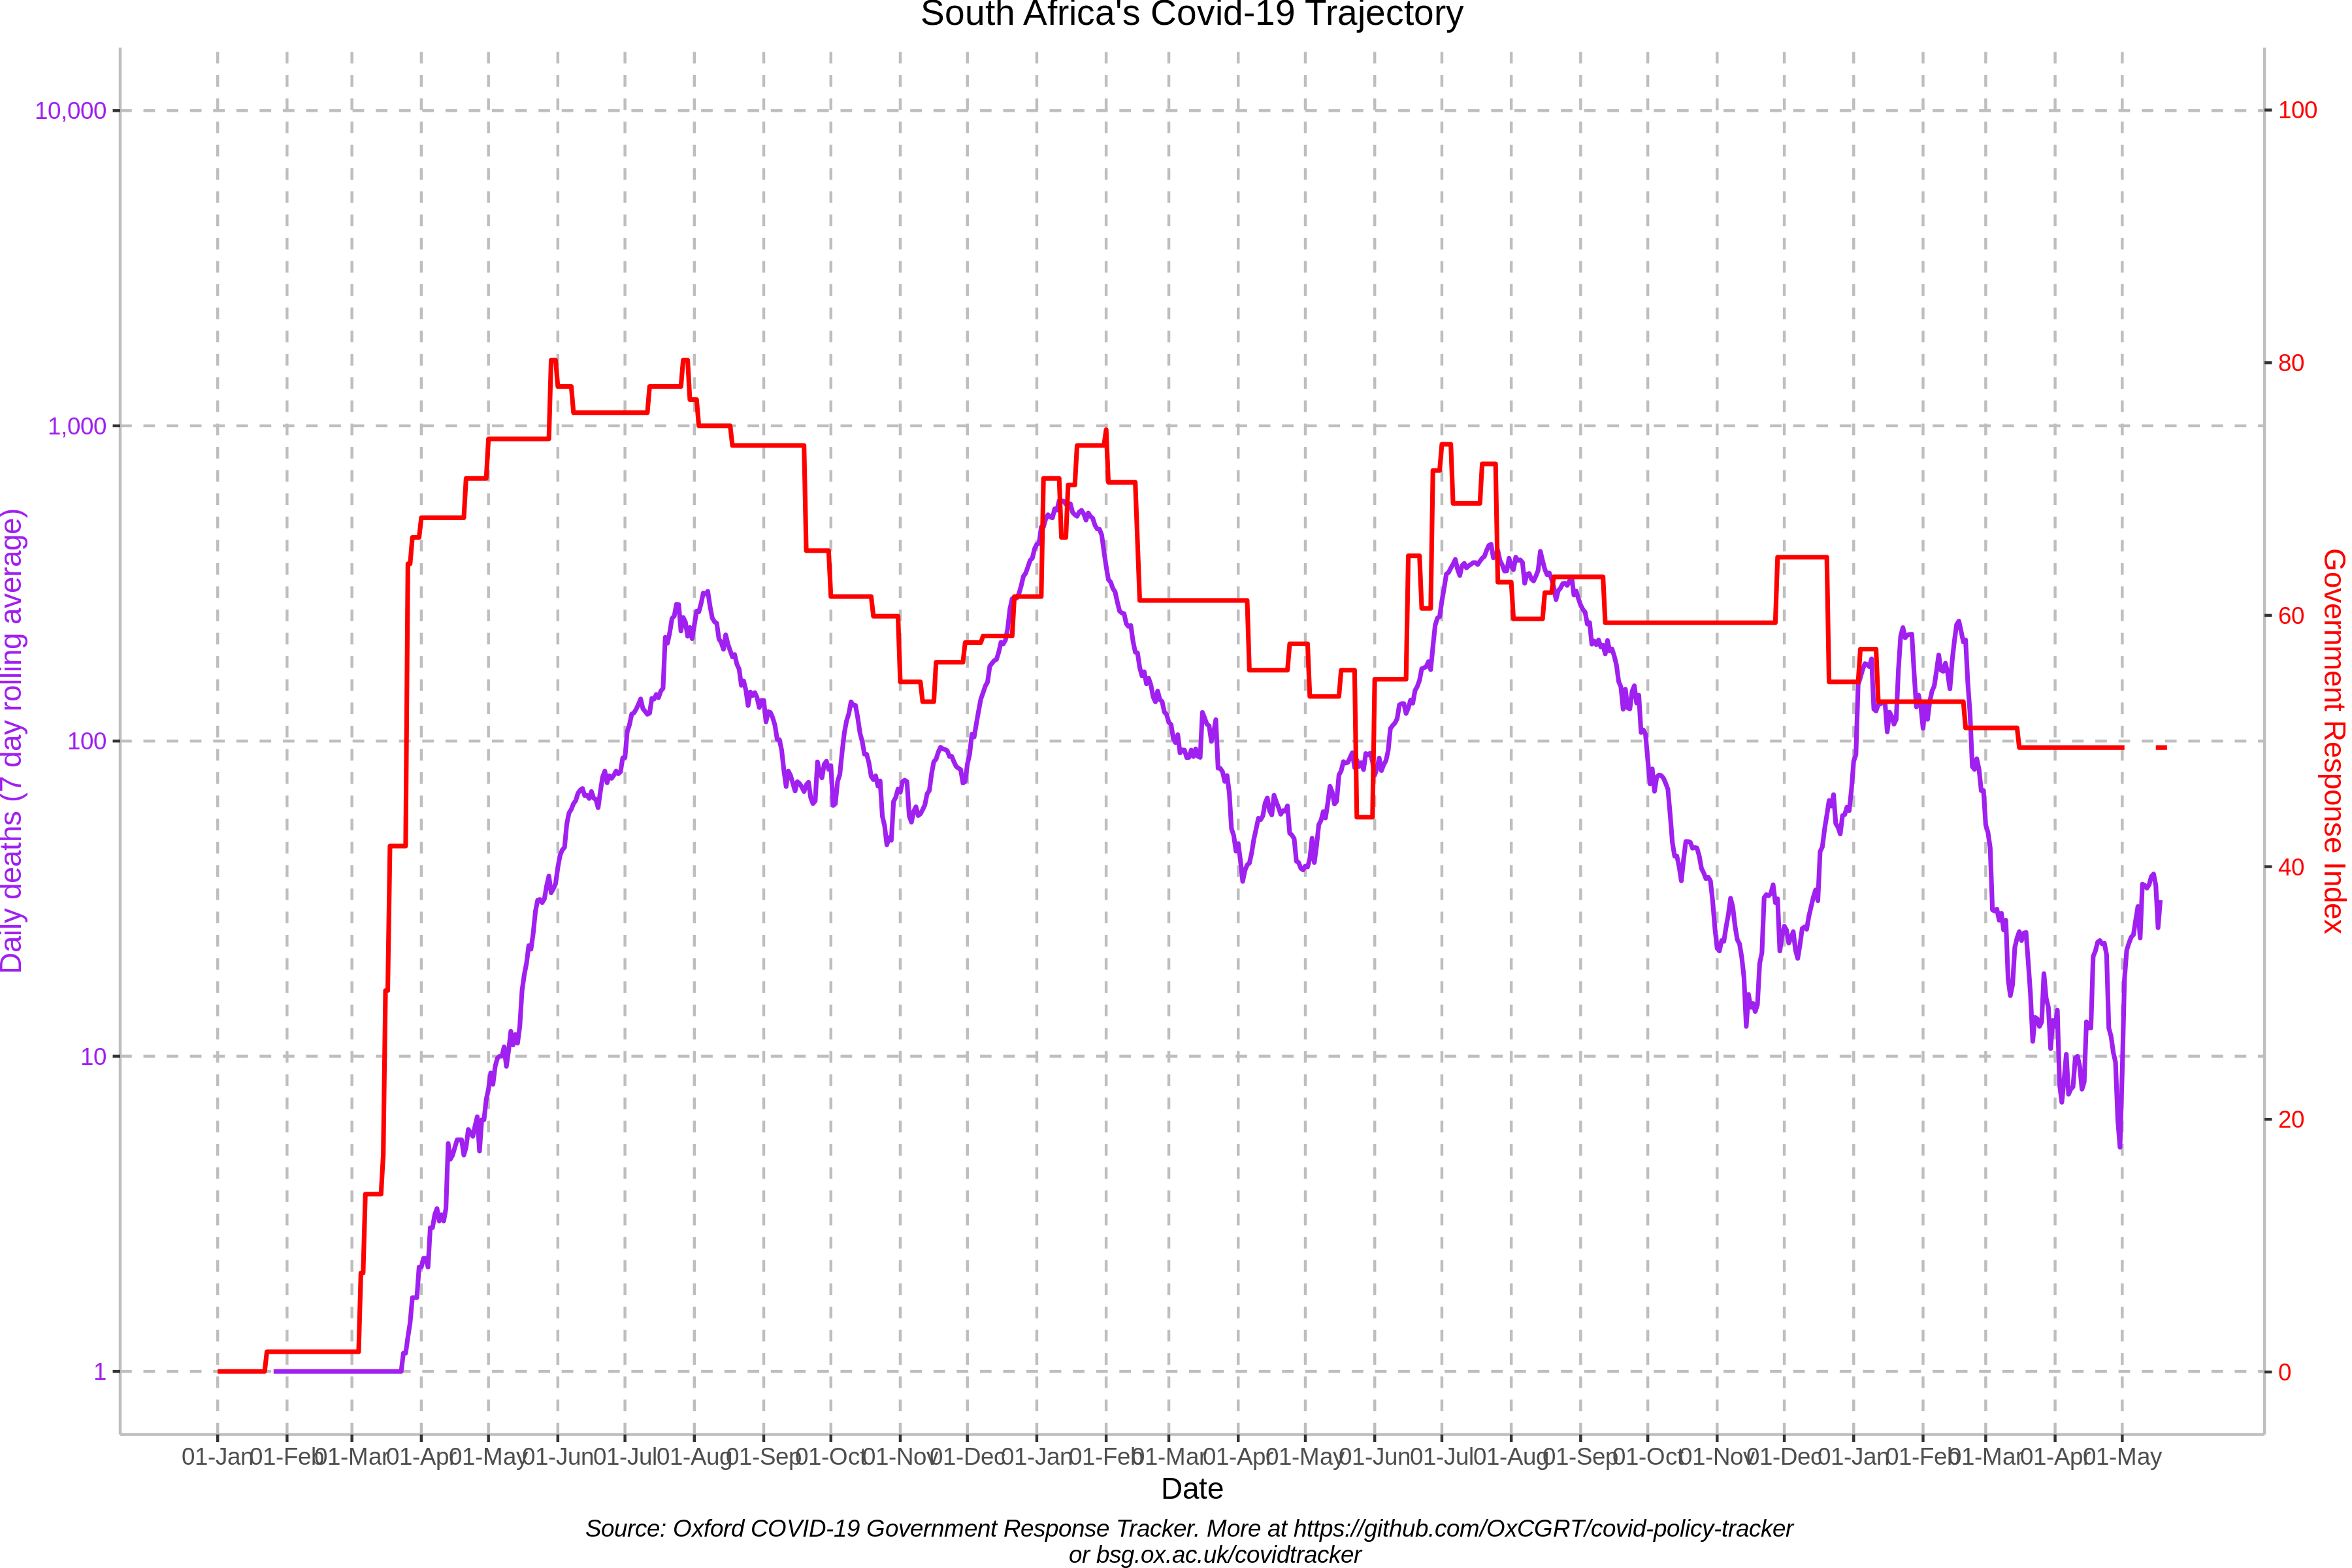 South Africa's Covid-19 Trajectory
10,000
1,000
100
10
1
Daily deaths (7 day rolling average)
100
80
60
40
20
0
Government Response Index
01-Jan 01-Feb 01-Mar 01-Apr 01-May 01-Jun 01-Jul 01-Aug 01-Sep 01-Oct 01-Nov 01-Dec 01-Jan 01-Feb 01-Mar 01-Apr 01-May 01-Jun 01-Jul 01-Aug 01-Sep 01-Oct 01-Nov 01-Dec 01-Jan 01-Feb 01-Mar 01-Apr 01-May
Date
Source: Oxford COVID-19 Government Response Tracker. More at https://github.com/OxCGRT/covid-policy-tracker
or bsg.ox.ac.uk/covidtracker